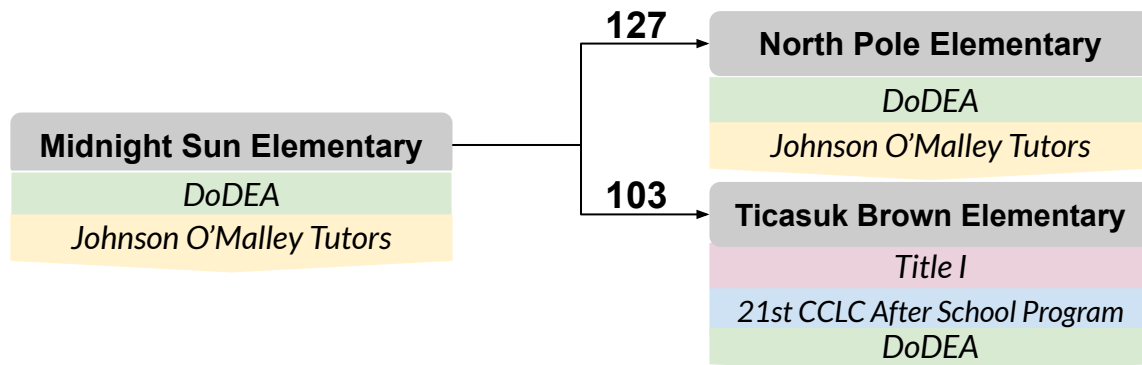 127
North Pole Elementary
DoDEA
Johnson O’Malley Tutors
Midnight Sun Elementary
DoDEA
Johnson O’Malley Tutors
103
Ticasuk Brown Elementary
Title I
21st CCLC After School Program
DoDEA